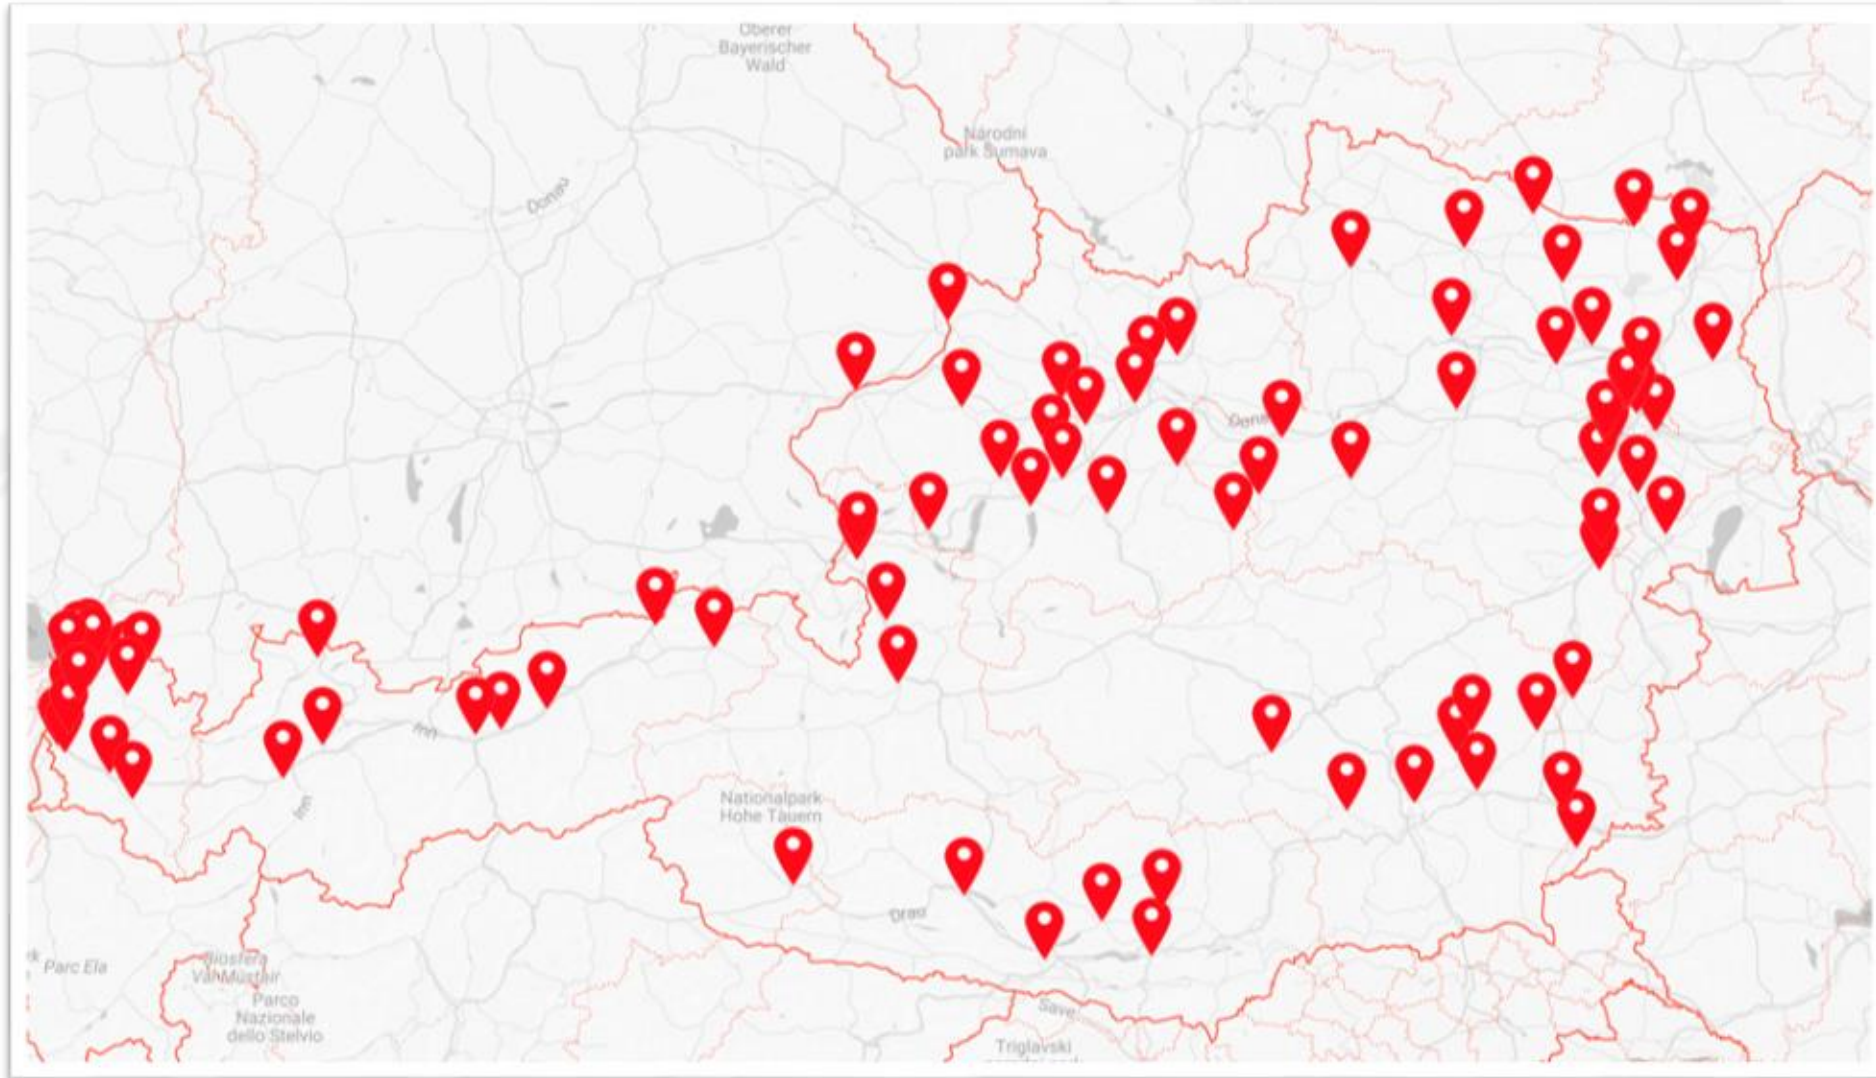 Oberer
Bayerischer
Wald
Národní
park Šumava
Donau
Inn
Inn
Nationalpark
Hohe Tauern
Drau
Parc Ela
Biosfera
Val Müstair
Parco
Nazionale
dello Stelvio
Save
Triglavski